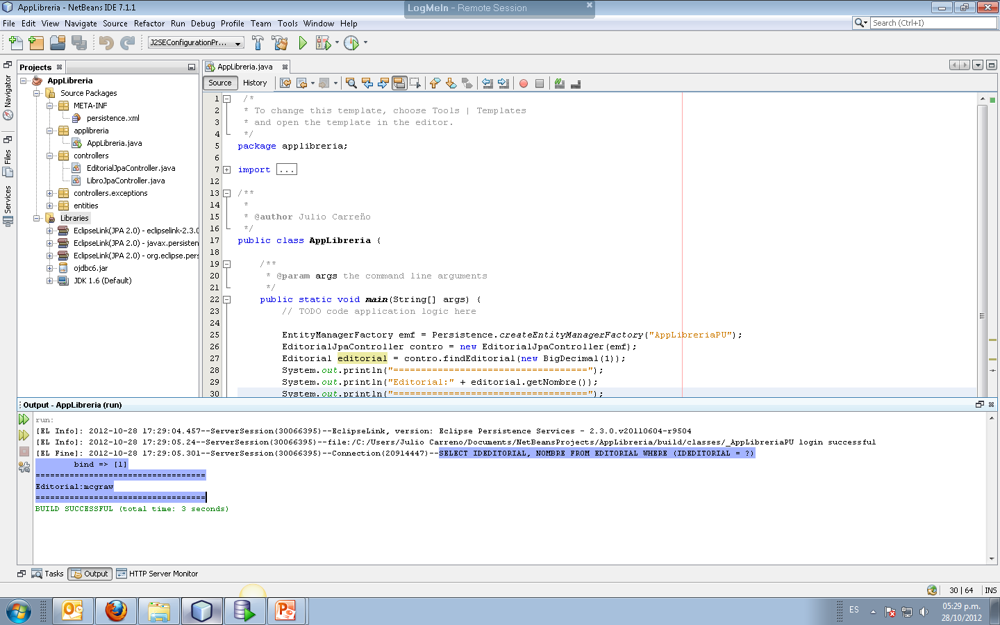 AppLibreria - NetBeans IDE 7.1.1
LogMeIn - Remote Session
File Edit View Navigate Source Refactor Run Debug Profile Team Tools Window Help
Search (Ctrl+I)
J2SEConfigurationPr...
Projects
AppLibreria
Source Packages
META-INF
persistence.xml
applibreria
AppLibreria.java
controllers
EditorialJpaController.java
LibroJpaController.java
controllers.exceptions
entities
Libraries
EclipseLink(JPA 2.0) - eclipselink-2.3.0
EclipseLink(JPA 2.0) - javax.persisten
EclipseLink(JPA 2.0) - org.eclipse.pers
ojdbc6.jar
JDK 1.6 (Default)
Navigator
Files
Services
AppLibreria.java
Source History
1 /*
2 * To change this template, choose Tools | Templates
3 * and open the template in the editor.
4 */
5 package applibreria;
6
7 import ...
12
13 /**
14 *
15 * @author Julio Carreño
16 */
17 public class AppLibreria {
18
19 /**
20 * @param args the command line arguments
21 */
22 public static void main(String[] args) {
23 // TODO code application logic here
24
25 EntityManagerFactory emf = Persistence.createEntityManagerFactory("AppLibreriaPU");
26 EditorialJpaController contro = new EditorialJpaController(emf);
27 Editorial editorial = contro.findEditorial(new BigDecimal(1));
28 System.out.println("===================================");
29 System.out.println("Editorial:" + editorial.getNombre());
30 System.out.println("===================================");
Output - AppLibreria (run)
run:
[EL Info]: 2012-10-28 17:29:04.457--ServerSession(30066395)--EclipseLink, version: Eclipse Persistence Services - 2.3.0.v20110604-r9504
[EL Info]: 2012-10-28 17:29:05.24--ServerSession(30066395)--file:/C:/Users/Julio Carreno/Documents/NetBeansProjects/AppLibreria/build/classes/_AppLibreriaPU login successful
[EL Fine]: 2012-10-28 17:29:05.301--ServerSession(30066395)--Connection(20914447)--SELECT IDEDITORIAL, NOMBRE FROM EDITORIAL WHERE (IDEDITORIAL = ?)
bind => [1]
===================================
Editorial:mcgraw
===================================
BUILD SUCCESSFUL (total time: 3 seconds)
Tasks Output HTTP Server Monitor
30 | 64 INS
ES
05:29 p.m.
28/10/2012